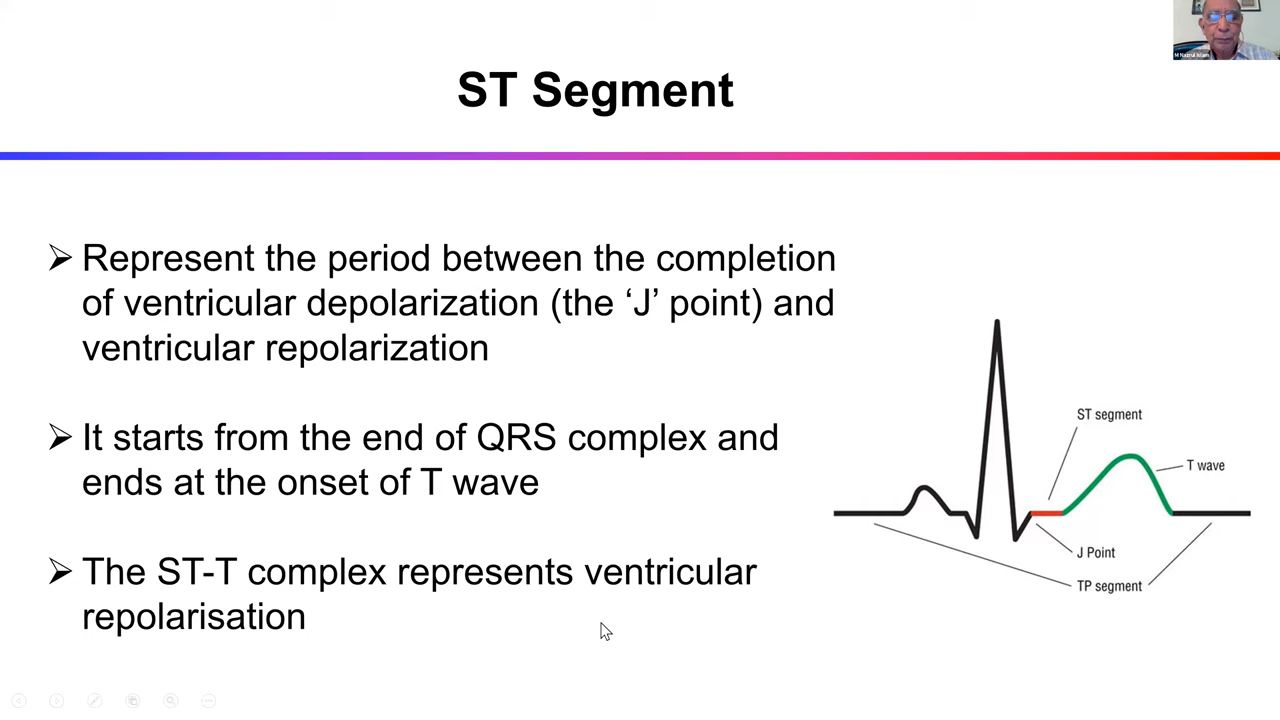 M Nazrul Islam
ST Segment
➢ Represent the period between the completion
of ventricular depolarization (the ‘J’ point) and
ventricular repolarization
➢ It starts from the end of QRS complex and
ends at the onset of T wave
➢ The ST-T complex represents ventricular
repolarisation
ST segment
T wave
J Point
TP segment